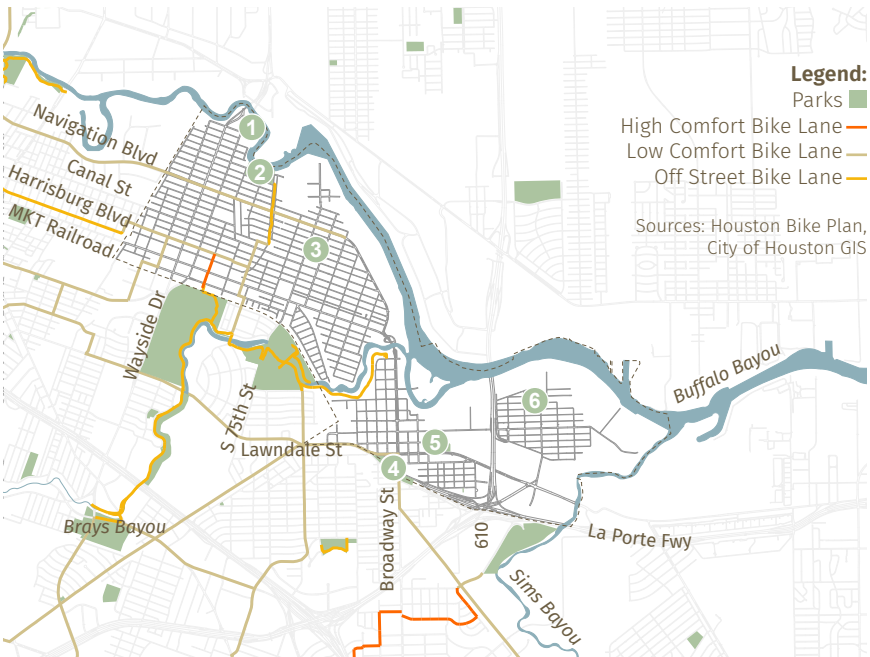 Legend:
Parks
High Comfort Bike Lane
Low Comfort Bike Lane
Off Street Bike Lane
Sources: Houston Bike Plan,
City of Houston GIS
Navigation Blvd
Canal St
Harrisburg Blvd
MKT Railroad
1
2
3
Wayside Dr
S 75th St
Lawndale St
Buffalo Bayou
6
5
4
Broadway St
610
La Porte Fwy
Brays Bayou
Sims Bayou